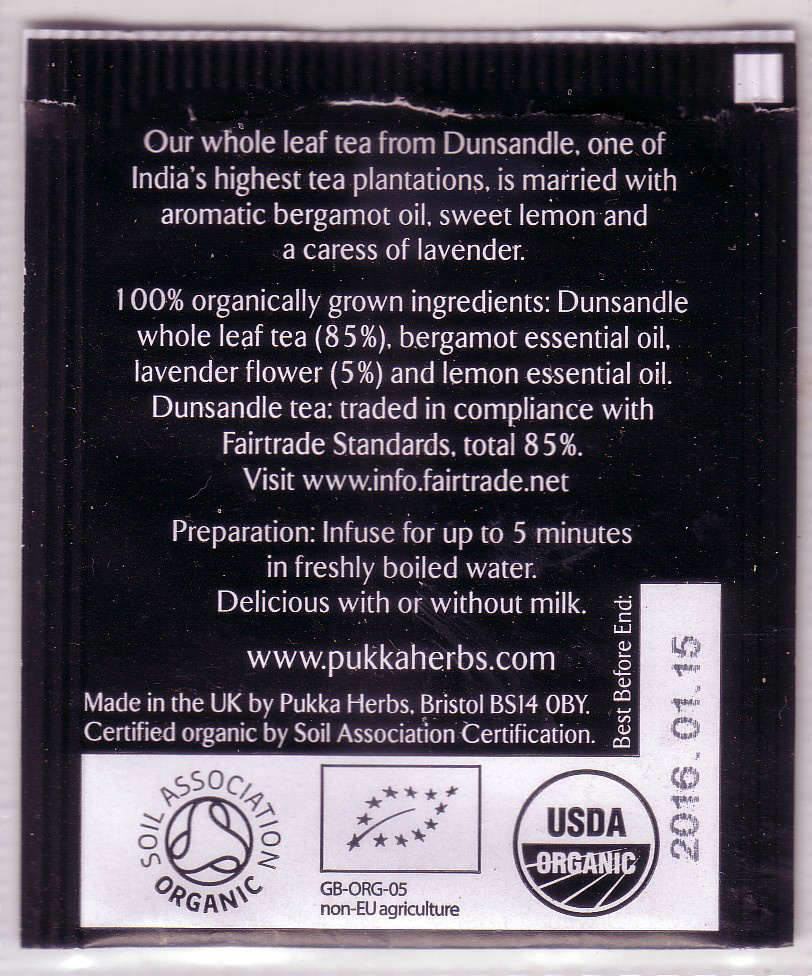 Our whole leaf tea from Dunsandle, one of
India's highest tea plantations, is married with
aromatic bergamot oil, sweet lemon and
a caress of lavender.
100% organically grown ingredients: Dunsandle
whole leaf tea (85%), bergamot essential oil,
lavender flower (5%) and lemon essential oil.
Dunsandle tea: traded in compliance with
Fairtrade Standards, total 85%.
Visit www.info.fairtrade.net
Preparation: Infuse for up to 5 minutes
in freshly boiled water.
Delicious with or without milk.
www.pukkaherbs.com
Made in the UK by Pukka Herbs, Bristol BS14 0BY.
Certified organic by Soil Association Certification.
Best Before End:
2016.01.15
SOIL ASSOCIATION
ORGANIC
GB-ORG-05
non-EU agriculture
USDA
ORGANIC